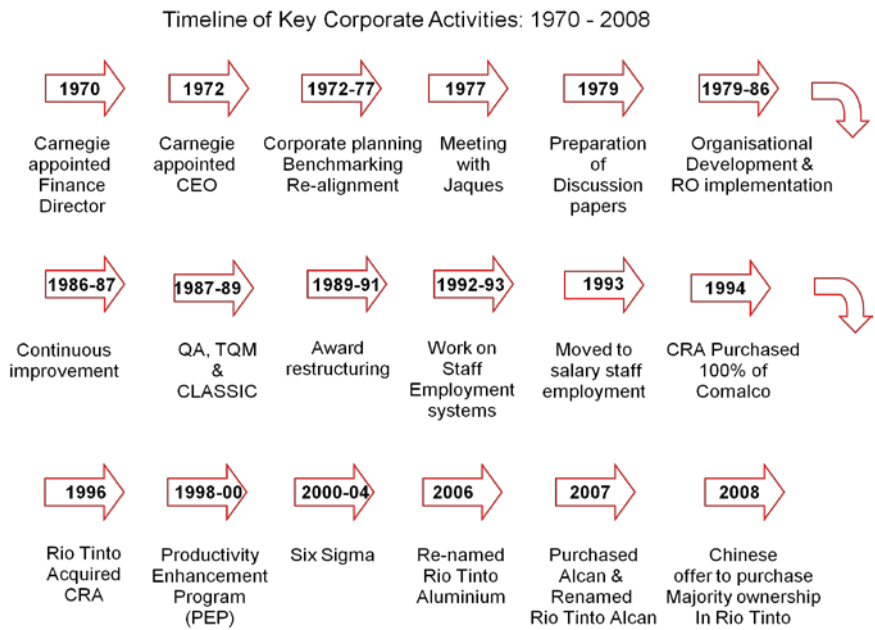 Timeline of Key Corporate Activities: 1970 - 2008
1970
Carnegie
appointed
Finance
Director
1972
Carnegie
appointed
CEO
1972-77
Corporate planning
Benchmarking
Re-alignment
1977
Meeting
with
Jaques
1979
Preparation
of
Discussion
papers
1979-86
Organisational
Development &
RO implementation
1986-87
Continuous
improvement
1987-89
QA, TQM
&
CLASSIC
1989-91
Award
restructuring
1992-93
Work on
Staff
Employment
systems
1993
Moved to
salary staff
employment
1994
CRA Purchased
100% of
Comalco
1996
Rio Tinto
Acquired
CRA
1998-00
Productivity
Enhancement
Program
(PEP)
2000-04
Six Sigma
2006
Re-named
Rio Tinto
Aluminium
2007
Purchased
Alcan &
Renamed
Rio Tinto Alcan
2008
Chinese
offer to purchase
Majority ownership
In Rio Tinto